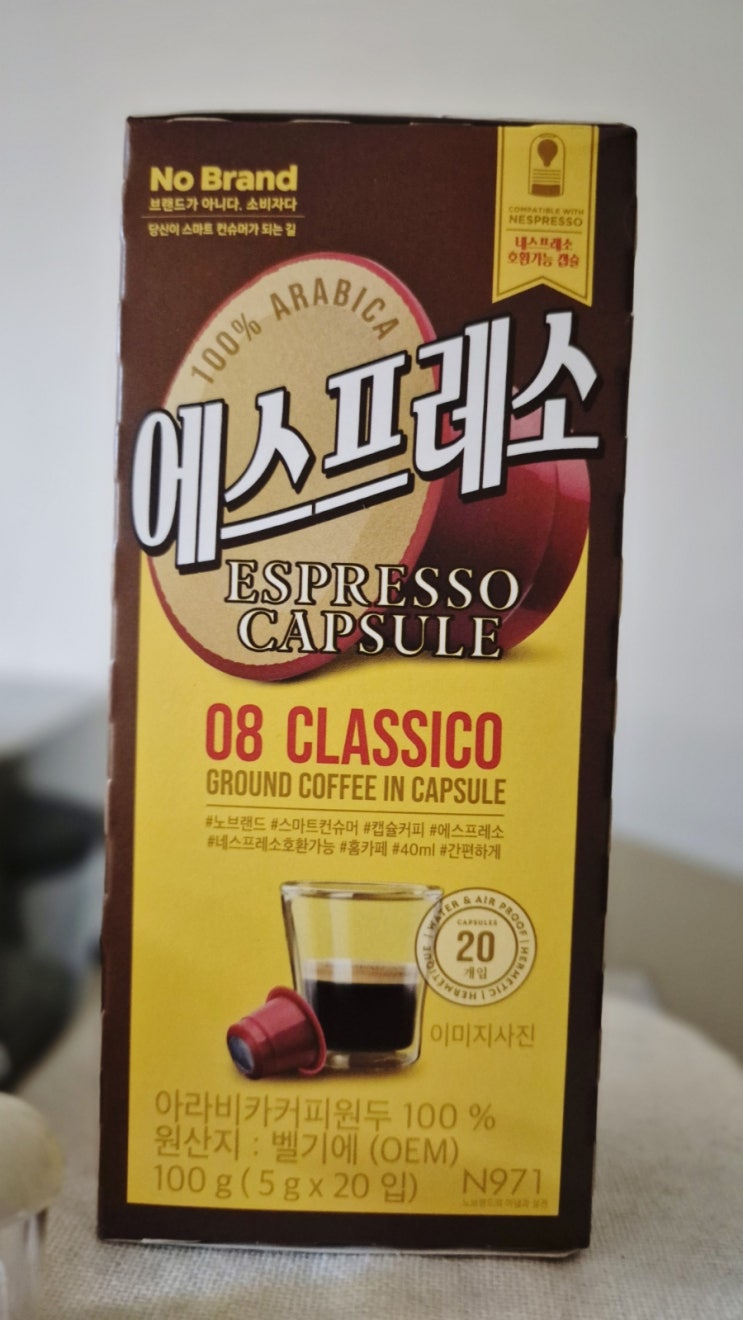 No Brand
브랜드가 아니다. 소비자다
당신이 스마트 컨슈머가 되는 길
COMPATIBLE WITH
NESPRESSO
네스프레소
호환가능 캡슐
100% ARABICA
에스프레소
ESPRESSO
CAPSULE
08 CLASSICO
GROUND COFFEE IN CAPSULE
#노브랜드 #스마트컨슈머 #캡슐커피 #에스프레소
#네스프레소호환가능 #홈카페 #40ml #간편하게
WATER & AIR PROOF | HERMETIC | HERMETIQUE |
CAPSULES
20
개입
이미지사진
아라비카커피원두 100 %
원산지 : 벨기에 (OEM)
100 g ( 5 g x 20 입)
N971